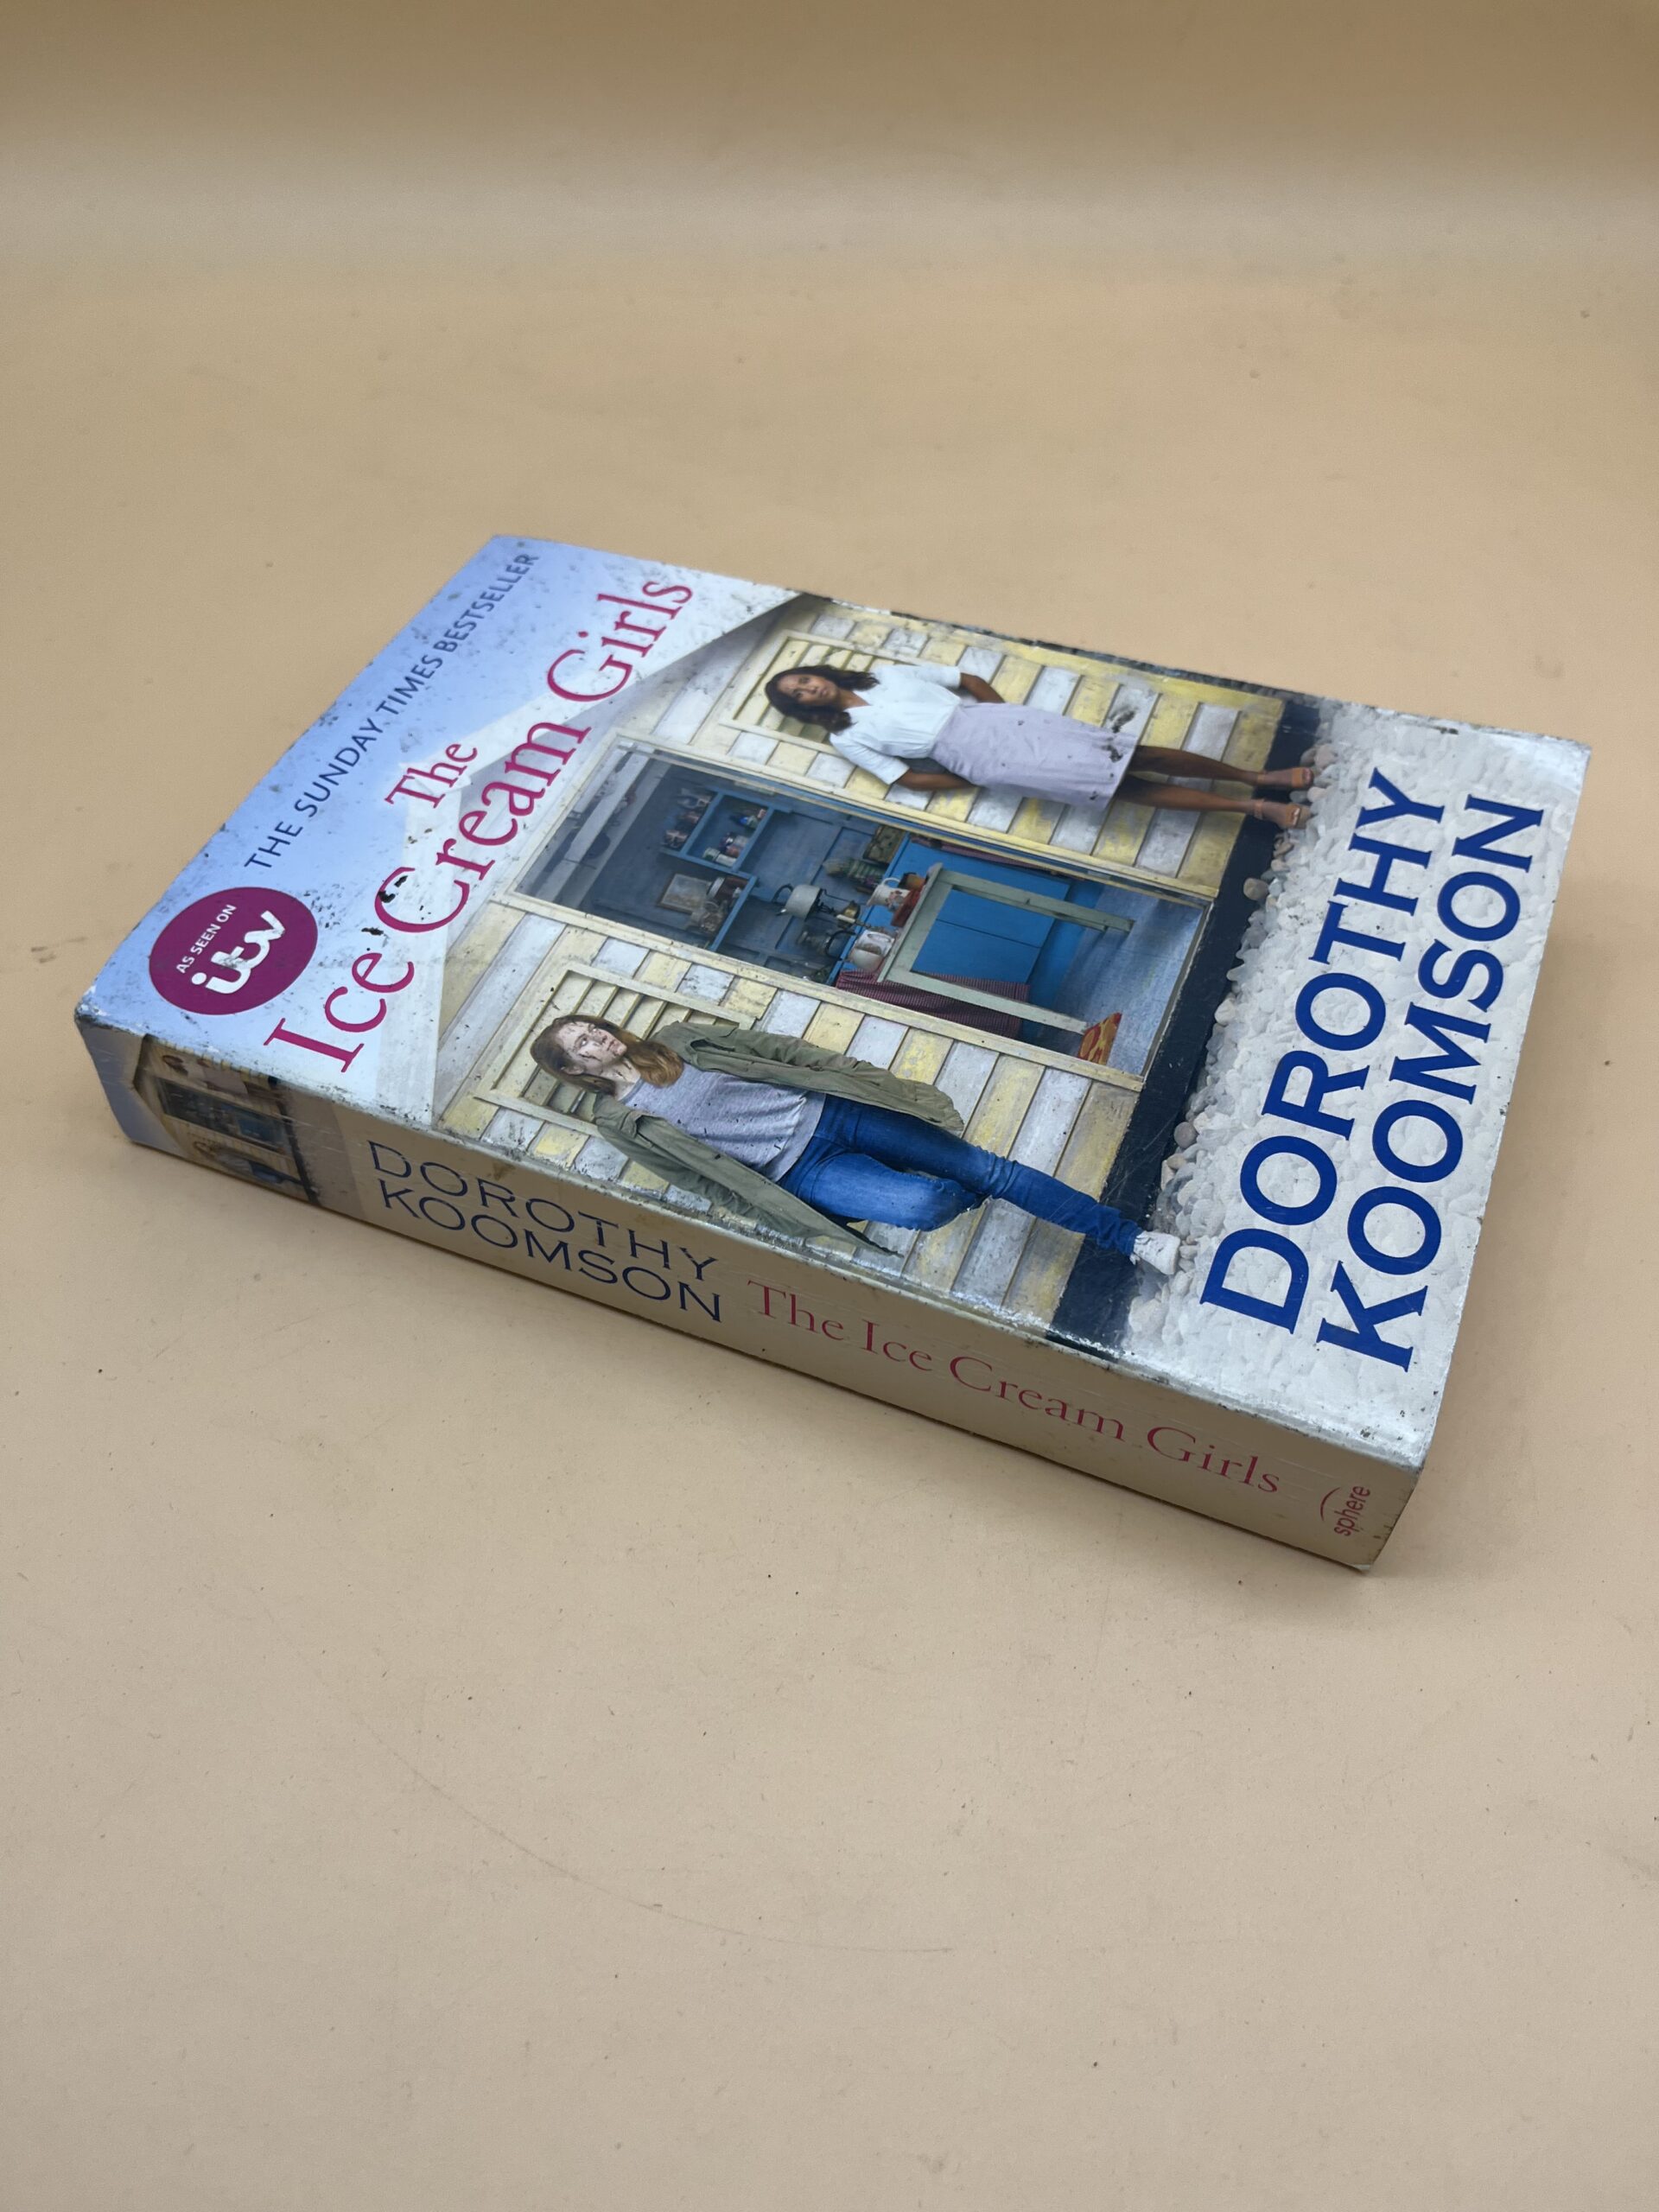 THE SUNDAY TIMES BESTSELLER
AS SEEN ON
itv
The
Ice Cream Girls
DOROTHY
KOOMSON
DOROTHY
KOOMSON
The Ice Cream Girls
sphere